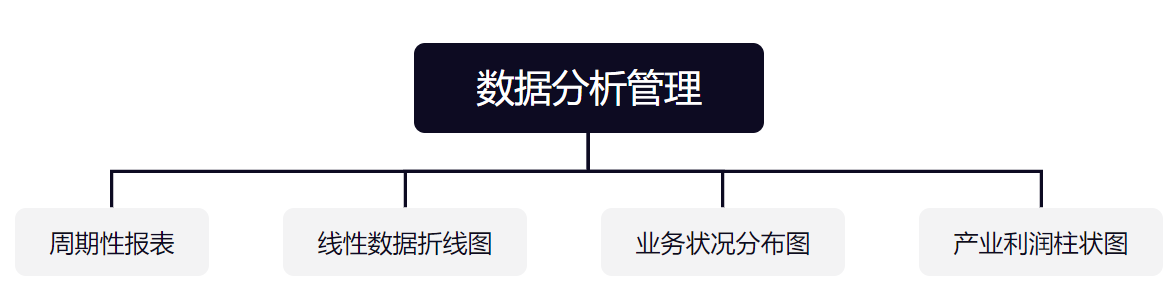 数据分析管理
周期性报表
线性数据折线图
业务状况分布图
产业利润柱状图